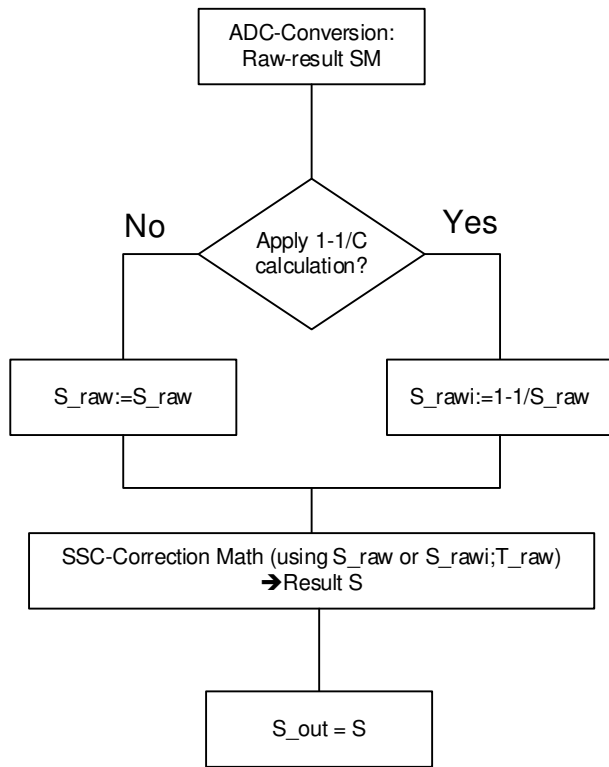 ADC-Conversion:
Raw-result SM
No
Yes
Apply 1-1/C
calculation?
S_raw:=S_raw
S_rawi:=1-1/S_raw
SSC-Correction Math (using S_raw or S_rawi;T_raw)
➔Result S
S_out = S